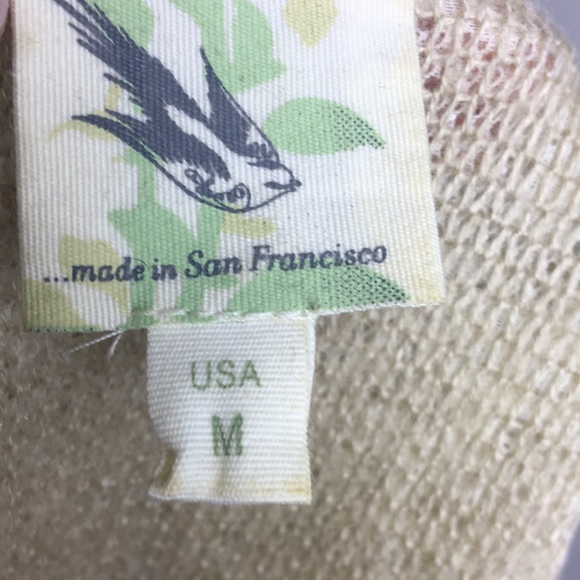 ...made in San Francisco
USA
M